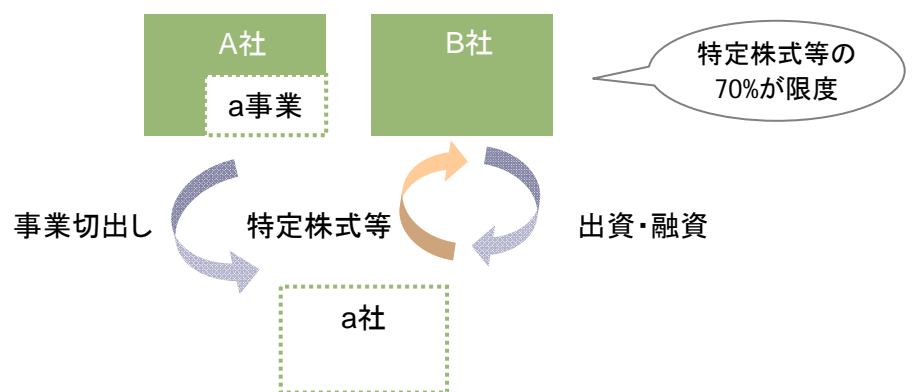 A社
B社
特定株式等の
70%が限度
a事業
事業切出し
特定株式等
出資・融資
a社